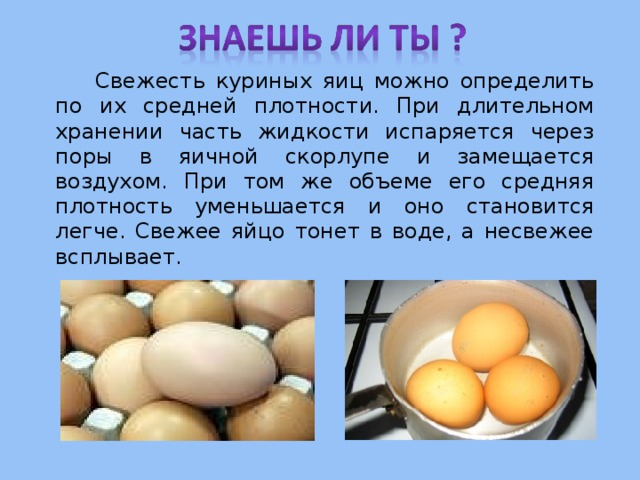 ЗНАЕШЬ ЛИ ТЫ ?
Свежесть куриных яиц можно определить
по их средней плотности. При длительном
хранении часть жидкости испаряется через
поры в яичной скорлупе и замещается
воздухом. При том же объеме его средняя
плотность уменьшается и оно становится
легче. Свежее яйцо тонет в воде, а несвежее
всплывает.